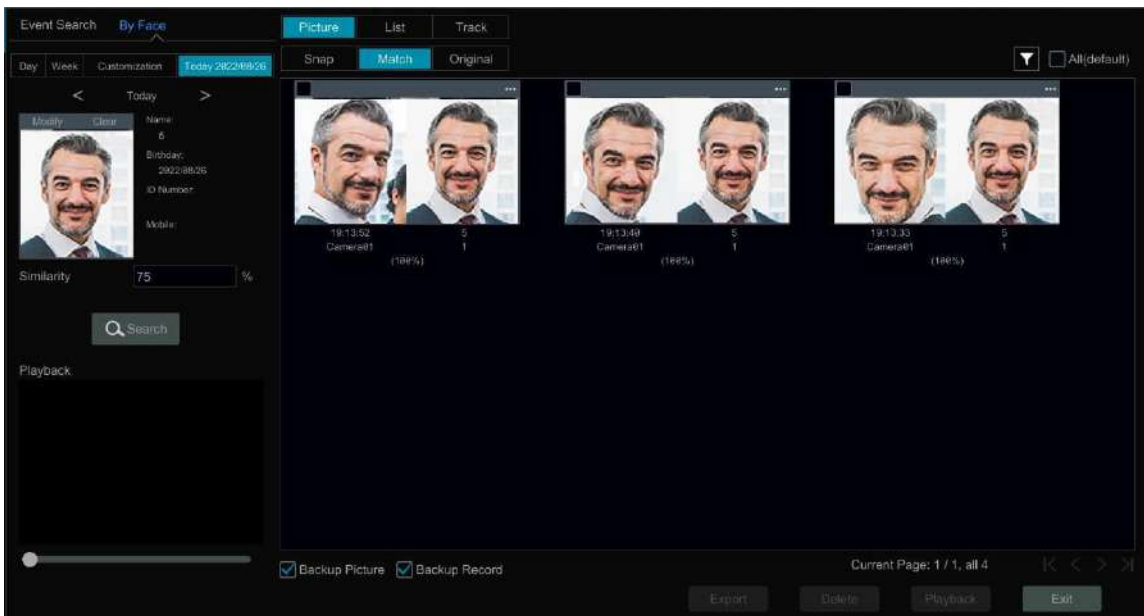 Event Search By Face
Picture List Track
Day Week Customization Today 2022/08/26
Snap Match Original
All(default)
< Today >
Modify Clear
Name:
6
Birthday:
2022/08/26
ID Number:
Mobile:
19:13:52 5
Camera01 1
(100%)
19:13:49 5
Camera01 1
(100%)
19:13:33 5
Camera01 1
(100%)
Similarity 75 %
Search
Playback
Backup Picture Backup Record
Current Page: 1 / 1, all 4
Export Delete Playback Exit